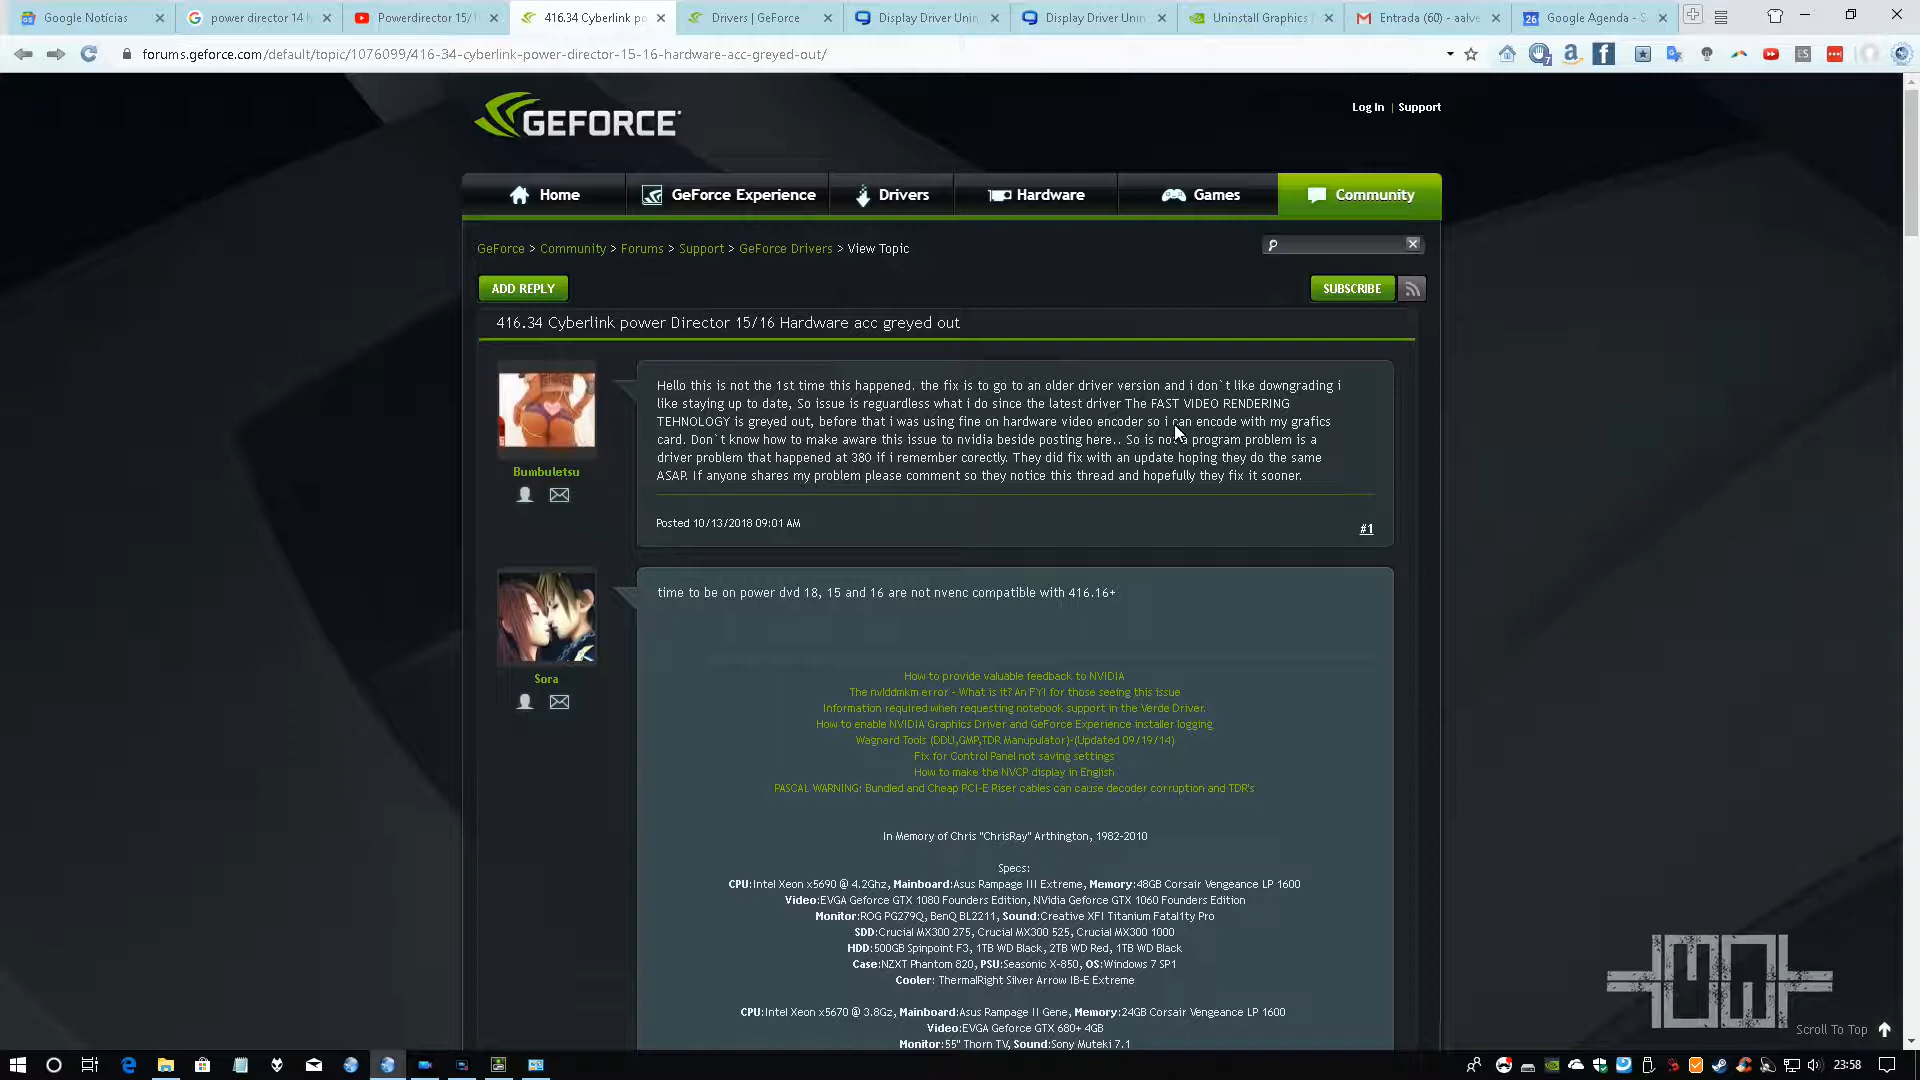 Google Notícias
power director 14 h
Powerdirector 15/1
416.34 Cyberlink po
Drivers | GeForce
Display Driver Unin
Display Driver Unin
Uninstall Graphics
Entrada (60) - aalve
Google Agenda - S
forums.geforce.com/default/topic/1076099/416-34-cyberlink-power-director-15-16-hardware-acc-greyed-out/
GEFORCE
Log In | Support
Home
GeForce Experience
Drivers
Hardware
Games
Community
GeForce > Community > Forums > Support > GeForce Drivers > View Topic
ADD REPLY
SUBSCRIBE
416.34 Cyberlink power Director 15/16 Hardware acc greyed out
Hello this is not the 1st time this happened. the fix is to go to an older driver version and i don`t like downgrading i
like staying up to date, So issue is reguardless what i do since the latest driver The FAST VIDEO RENDERING
TEHNOLOGY is greyed out, before that i was using fine on hardware video encoder so i can encode with my grafics
card. Don`t know how to make aware this issue to nvidia beside posting here.. So is not a program problem is a
driver problem that happened at 380 if i remember corectly. They did fix with an update hoping they do the same
ASAP. If anyone shares my problem please comment so they notice this thread and hopefully they fix it sooner.
Bumbuletsu
Posted 10/13/2018 09:01 AM
#1
time to be on power dvd 18, 15 and 16 are not nvenc compatible with 416.16+
Sora
How to provide valuable feedback to NVIDIA
The nvlddmkm error - What is it? An FYI for those seeing this issue
Information required when requesting notebook support in the Verde Driver.
How to enable NVIDIA Graphics Driver and GeForce Experience installer logging
Wagnard Tools (DDU,GMP,TDR Manupulator)-(Updated 09/19/14)
Fix for Control Panel not saving settings
How to make the NVCP display in English
PASCAL WARNING: Bundled and Cheap PCI-E Riser cables can cause decoder corruption and TDR's
In Memory of Chris "ChrisRay" Arthington, 1982-2010
Specs:
CPU:Intel Xeon x5690 @ 4.2Ghz, Mainboard:Asus Rampage III Extreme, Memory:48GB Corsair Vengeance LP 1600
Video:EVGA Geforce GTX 1080 Founders Edition, NVidia Geforce GTX 1060 Founders Edition
Monitor:ROG PG279Q, BenQ BL2211, Sound:Creative XFI Titanium Fatal1ty Pro
SDD:Crucial MX300 275, Crucial MX300 525, Crucial MX300 1000
HDD:500GB Spinpoint F3, 1TB WD Black, 2TB WD Red, 1TB WD Black
Case:NZXT Phantom 820, PSU:Seasonic X-850, OS:Windows 7 SP1
Cooler: ThermalRight Silver Arrow IB-E Extreme
CPU:Intel Xeon x5670 @ 3.8Gz, Mainboard:Asus Rampage II Gene, Memory:24GB Corsair Vengeance LP 1600
Video:EVGA Geforce GTX 680+ 4GB
Monitor:55" Thorn TV, Sound:Sony Muteki 7.1
Scroll To Top
23:58